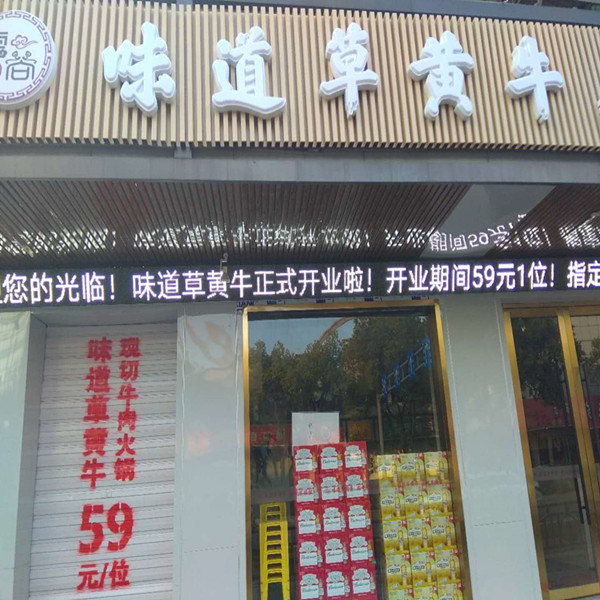 味道草黄牛
您的光临！味道草黄牛正式开业啦！开业期间59元1位！指定
现切牛肉火锅
味道草黄牛
59
元/位